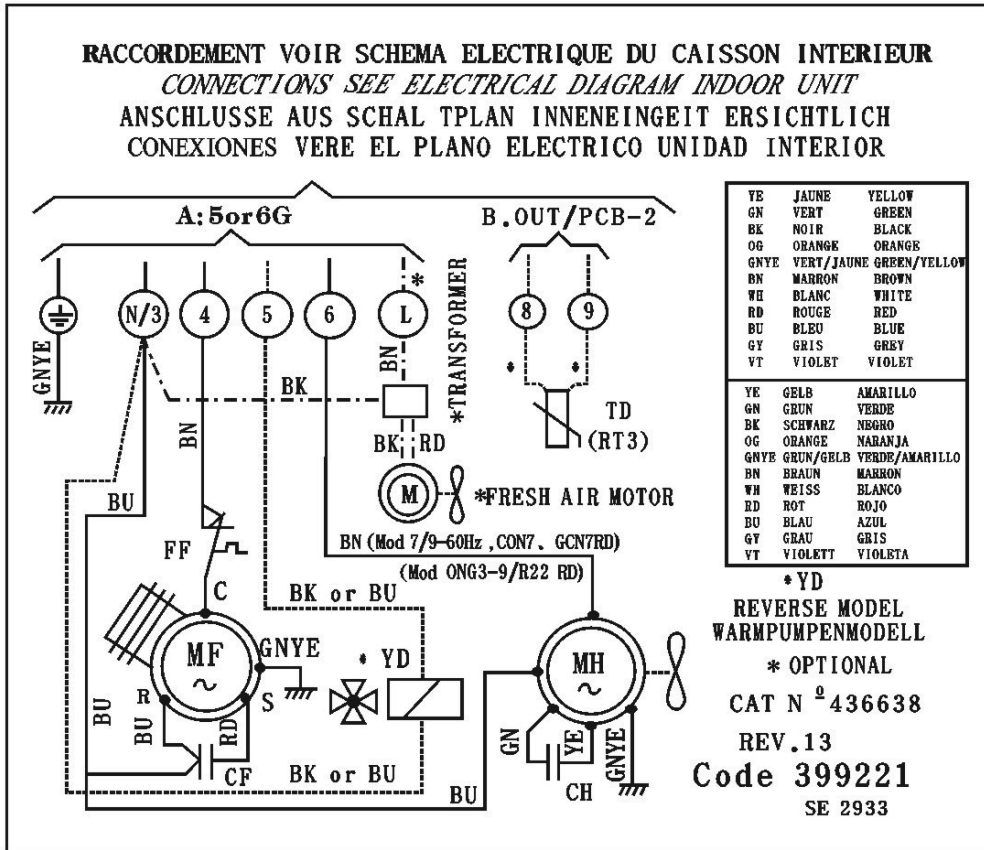 RACCORDEMENT VOIR SCHEMA ELECTRIQUE DU CAISSON INTERIEUR
CONNECTIONS SEE ELECTRICAL DIAGRAM INDOOR UNIT
ANSCHLUSSE AUS SCHAL TPLAN INNENEINGEIT ERSICHTLICH
CONEXIONES VERE EL PLANO ELECTRICO UNIDAD INTERIOR
A:5or6G
B.OUT/PCB-2
N/3
4
5
6
L
*
8
9
GNYE
BN
*TRANSFORMER
BK
BN
BK RD
* *
TD
(RT3)
M
*FRESH AIR MOTOR
BU
FF
BN (Mod 7/9-60Hz ,CON7、GCN7RD)
(Mod ONG3-9/R22 RD)
C
BK or BU
MF
~
GNYE
* YD
MH
~
R
S
BU
BU
RD
CF
BK or BU
BU
GN
YE
GNYE
CH
YE JAUNE YELLOW
GN VERT GREEN
BK NOIR BLACK
OG ORANGE ORANGE
GNYE VERT/JAUNE GREEN/YELLOW
BN MARRON BROWN
WH BLANC WHITE
RD ROUGE RED
BU BLEU BLUE
GY GRIS GREY
VT VIOLET VIOLET
YE GELB AMARILLO
GN GRUN VERDE
BK SCHWARZ NEGRO
OG ORANGE NARANJA
GNYE GRUN/GELB VERDE/AMARILLO
BN BRAUN MARRON
WH WEISS BLANCO
RD ROT ROJO
BU BLAU AZUL
GY GRAU GRIS
VT VIOLETT VIOLETA
*YD
REVERSE MODEL
WARMPUMPENMODELL
* OPTIONAL
CAT N º 436638
REV.13
Code 399221
SE 2933